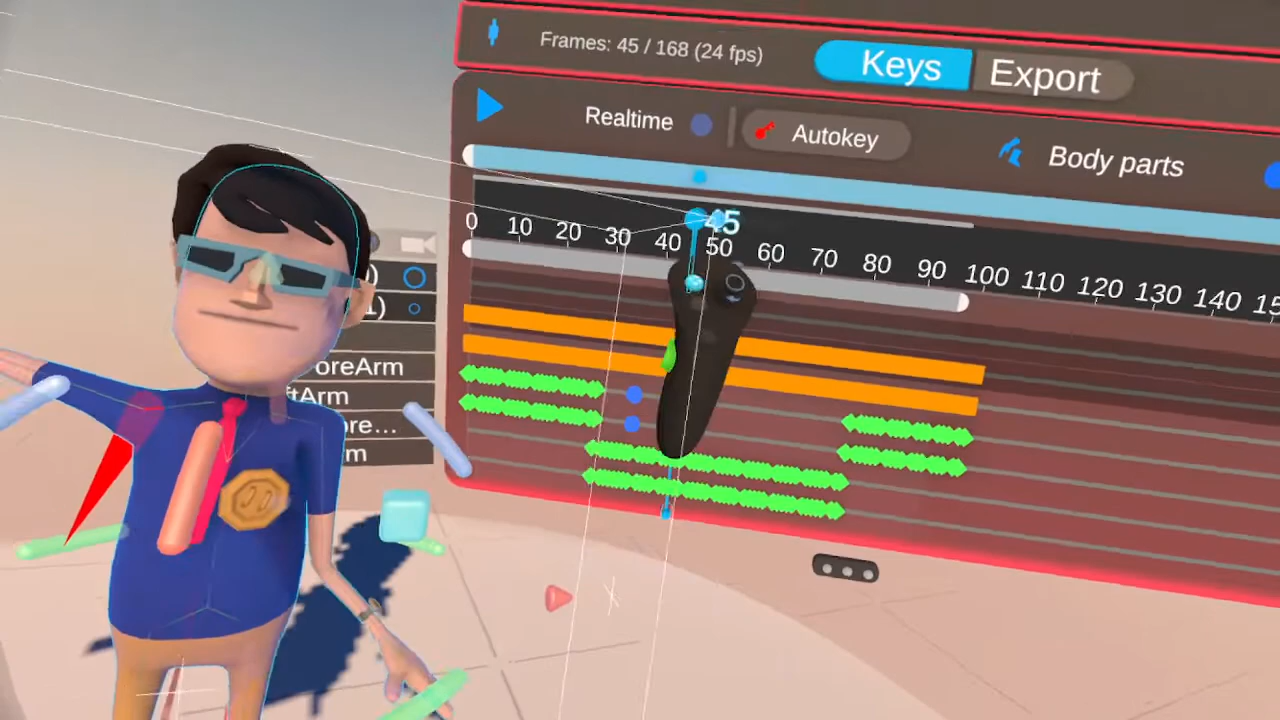 Frames: 45 / 168 (24 fps)
Keys
Export
Realtime
Autokey
Body parts
45
0 10 20 30 40 50 60 70 80 90 100 110 120 130 140
1)
oreArm
ftArm
ore...
m